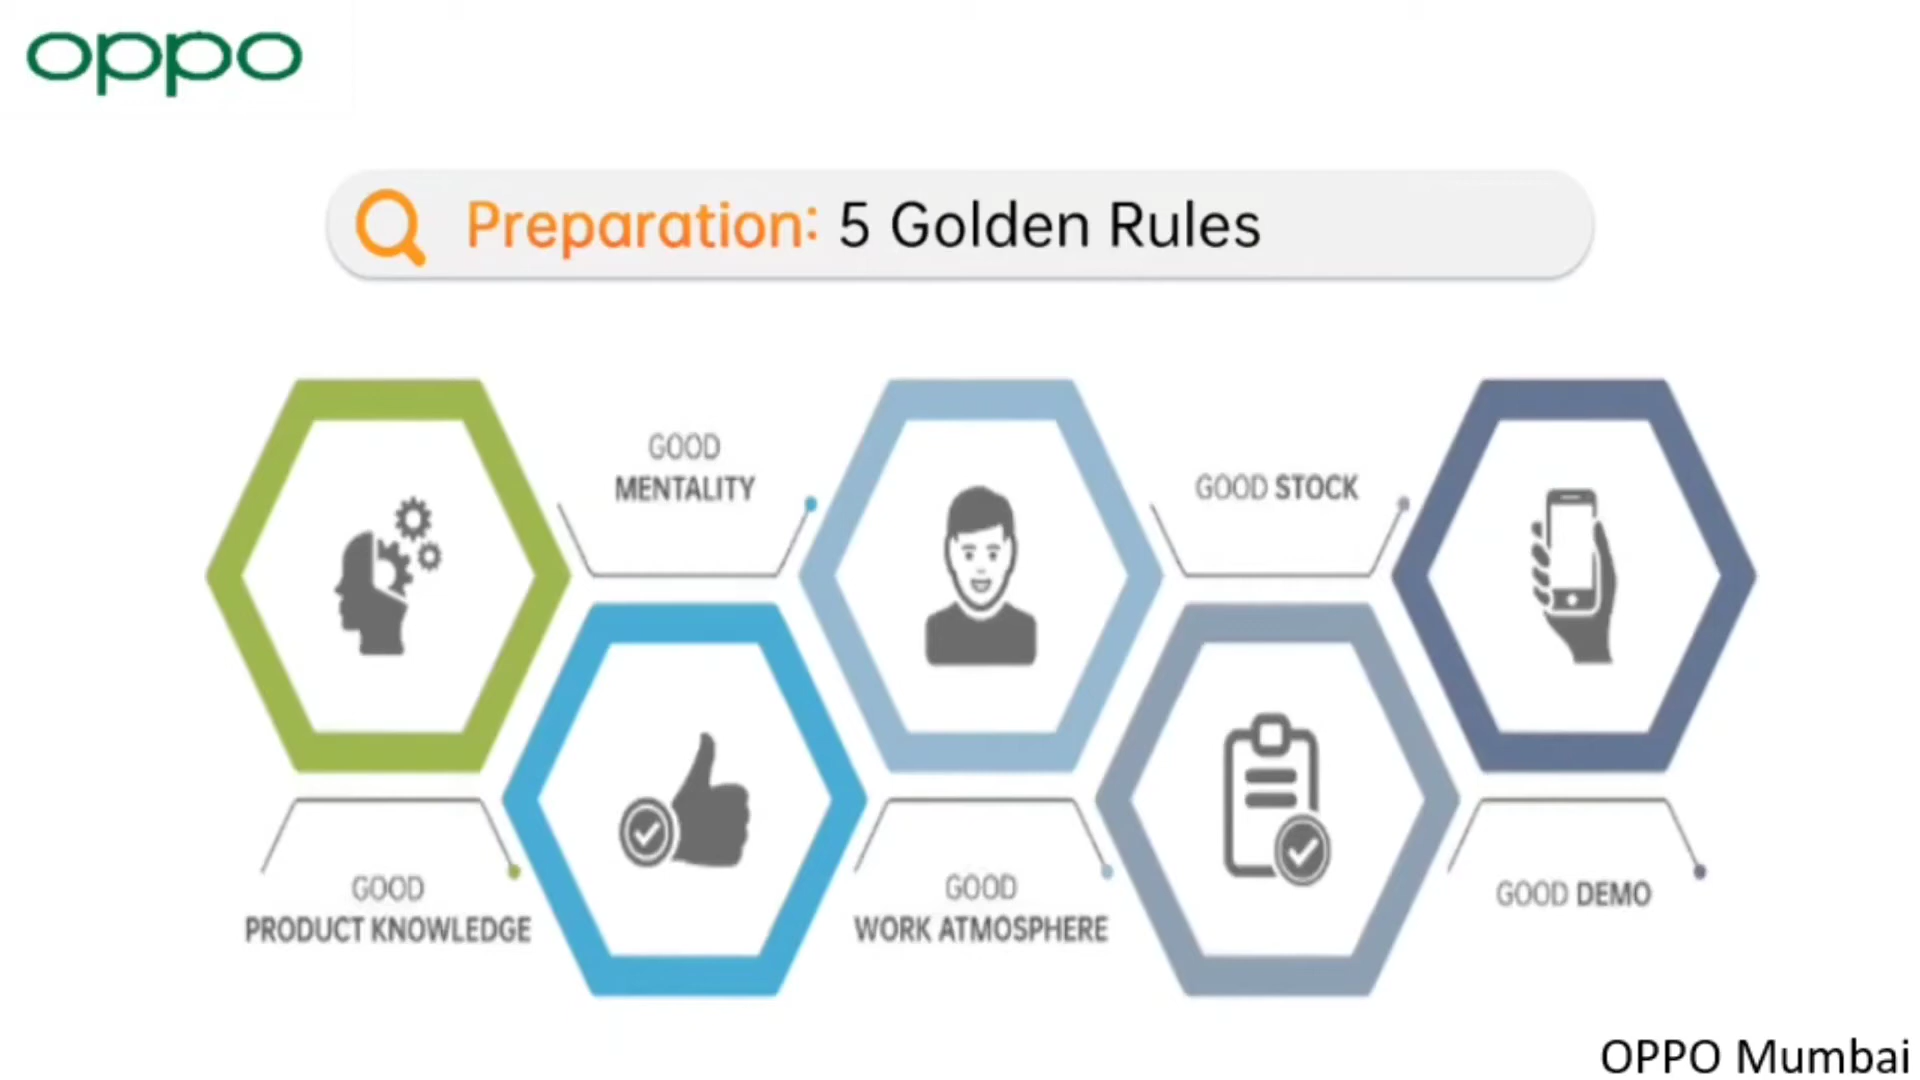 oppo
Preparation: 5 Golden Rules
GOOD
MENTALITY
GOOD STOCK
GOOD
PRODUCT KNOWLEDGE
GOOD
WORK ATMOSPHERE
GOOD DEMO
OPPO Mumbai